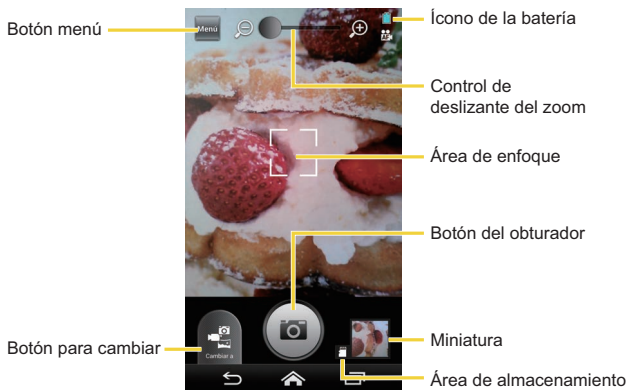 Botón menú
Menú
Ícono de la batería
Control de
deslizante del zoom
Área de enfoque
Botón del obturador
Botón para cambiar
Cambiar a
Miniatura
Área de almacenamiento